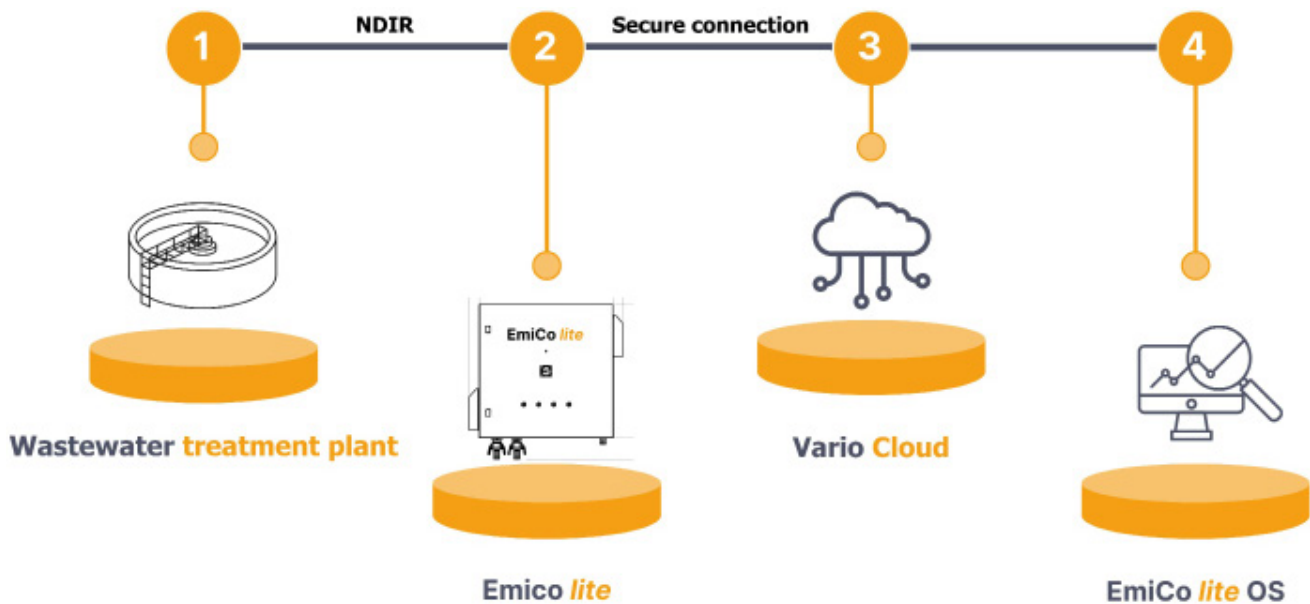 1
NDIR
2
Secure connection
3
4
EmiCo lite
Wastewater treatment plant
Vario Cloud
Emico lite
EmiCo lite OS